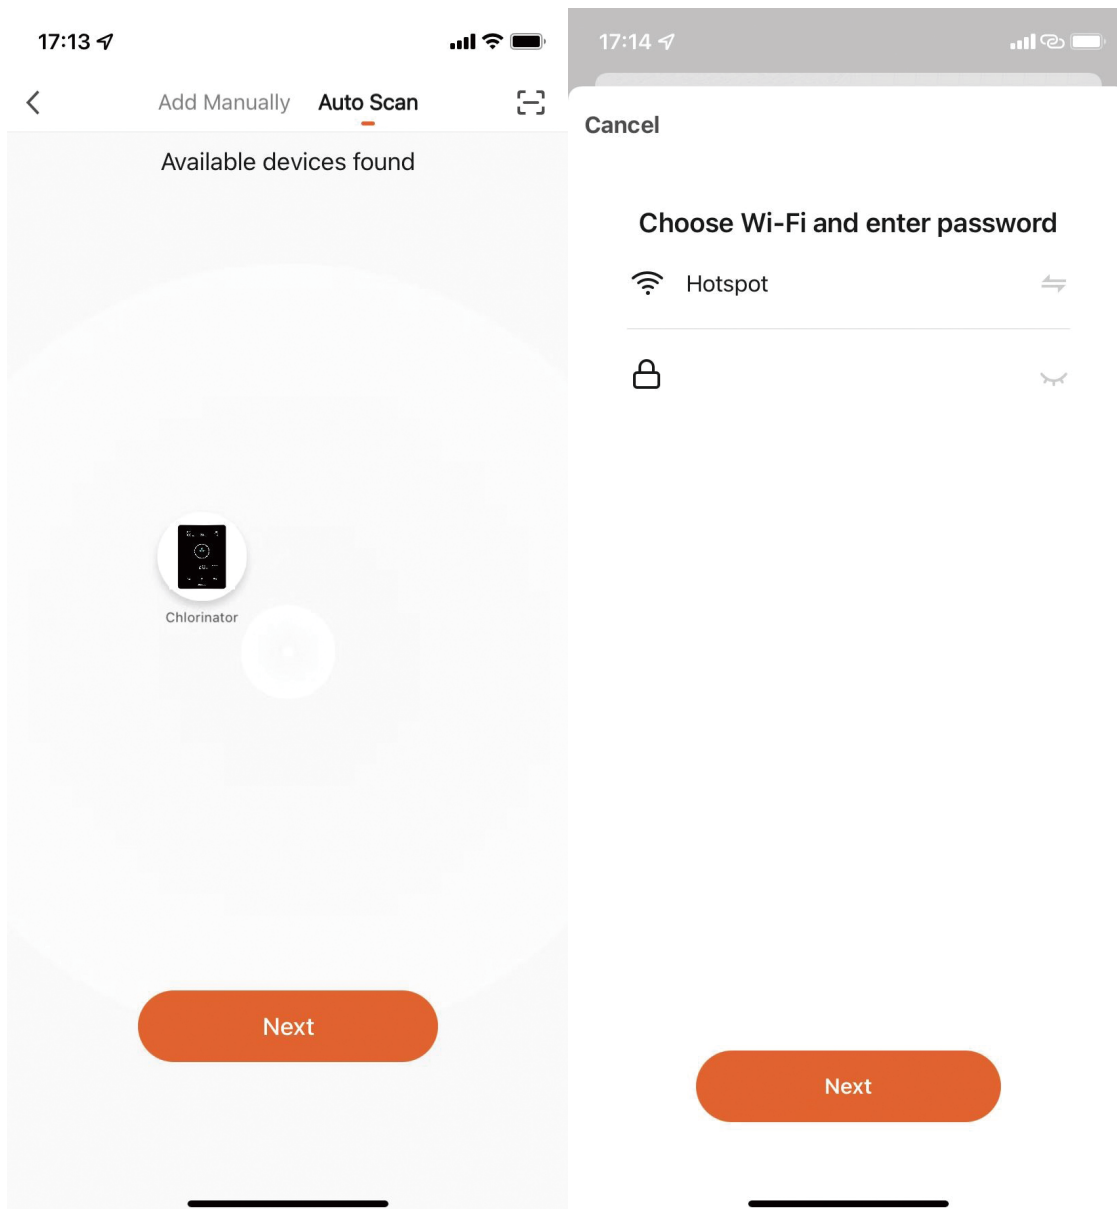 17:13
Add Manually Auto Scan
Available devices found
Chlorinator
Next
17:14
Cancel
Choose Wi-Fi and enter password
Hotspot
Next